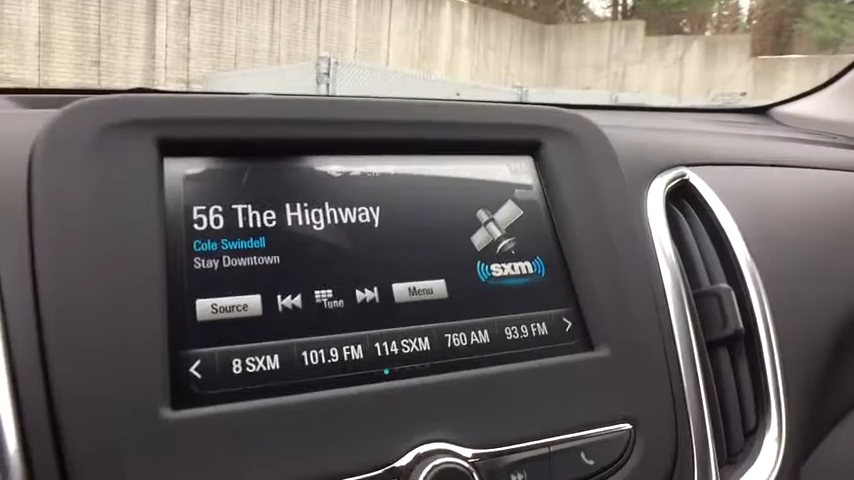 56 The Highway
Cole Swindell
Stay Downtown
sxm
Source
Tune
Menu
8 SXM 101.9 FM 114 SXM 760 AM 93.9 FM